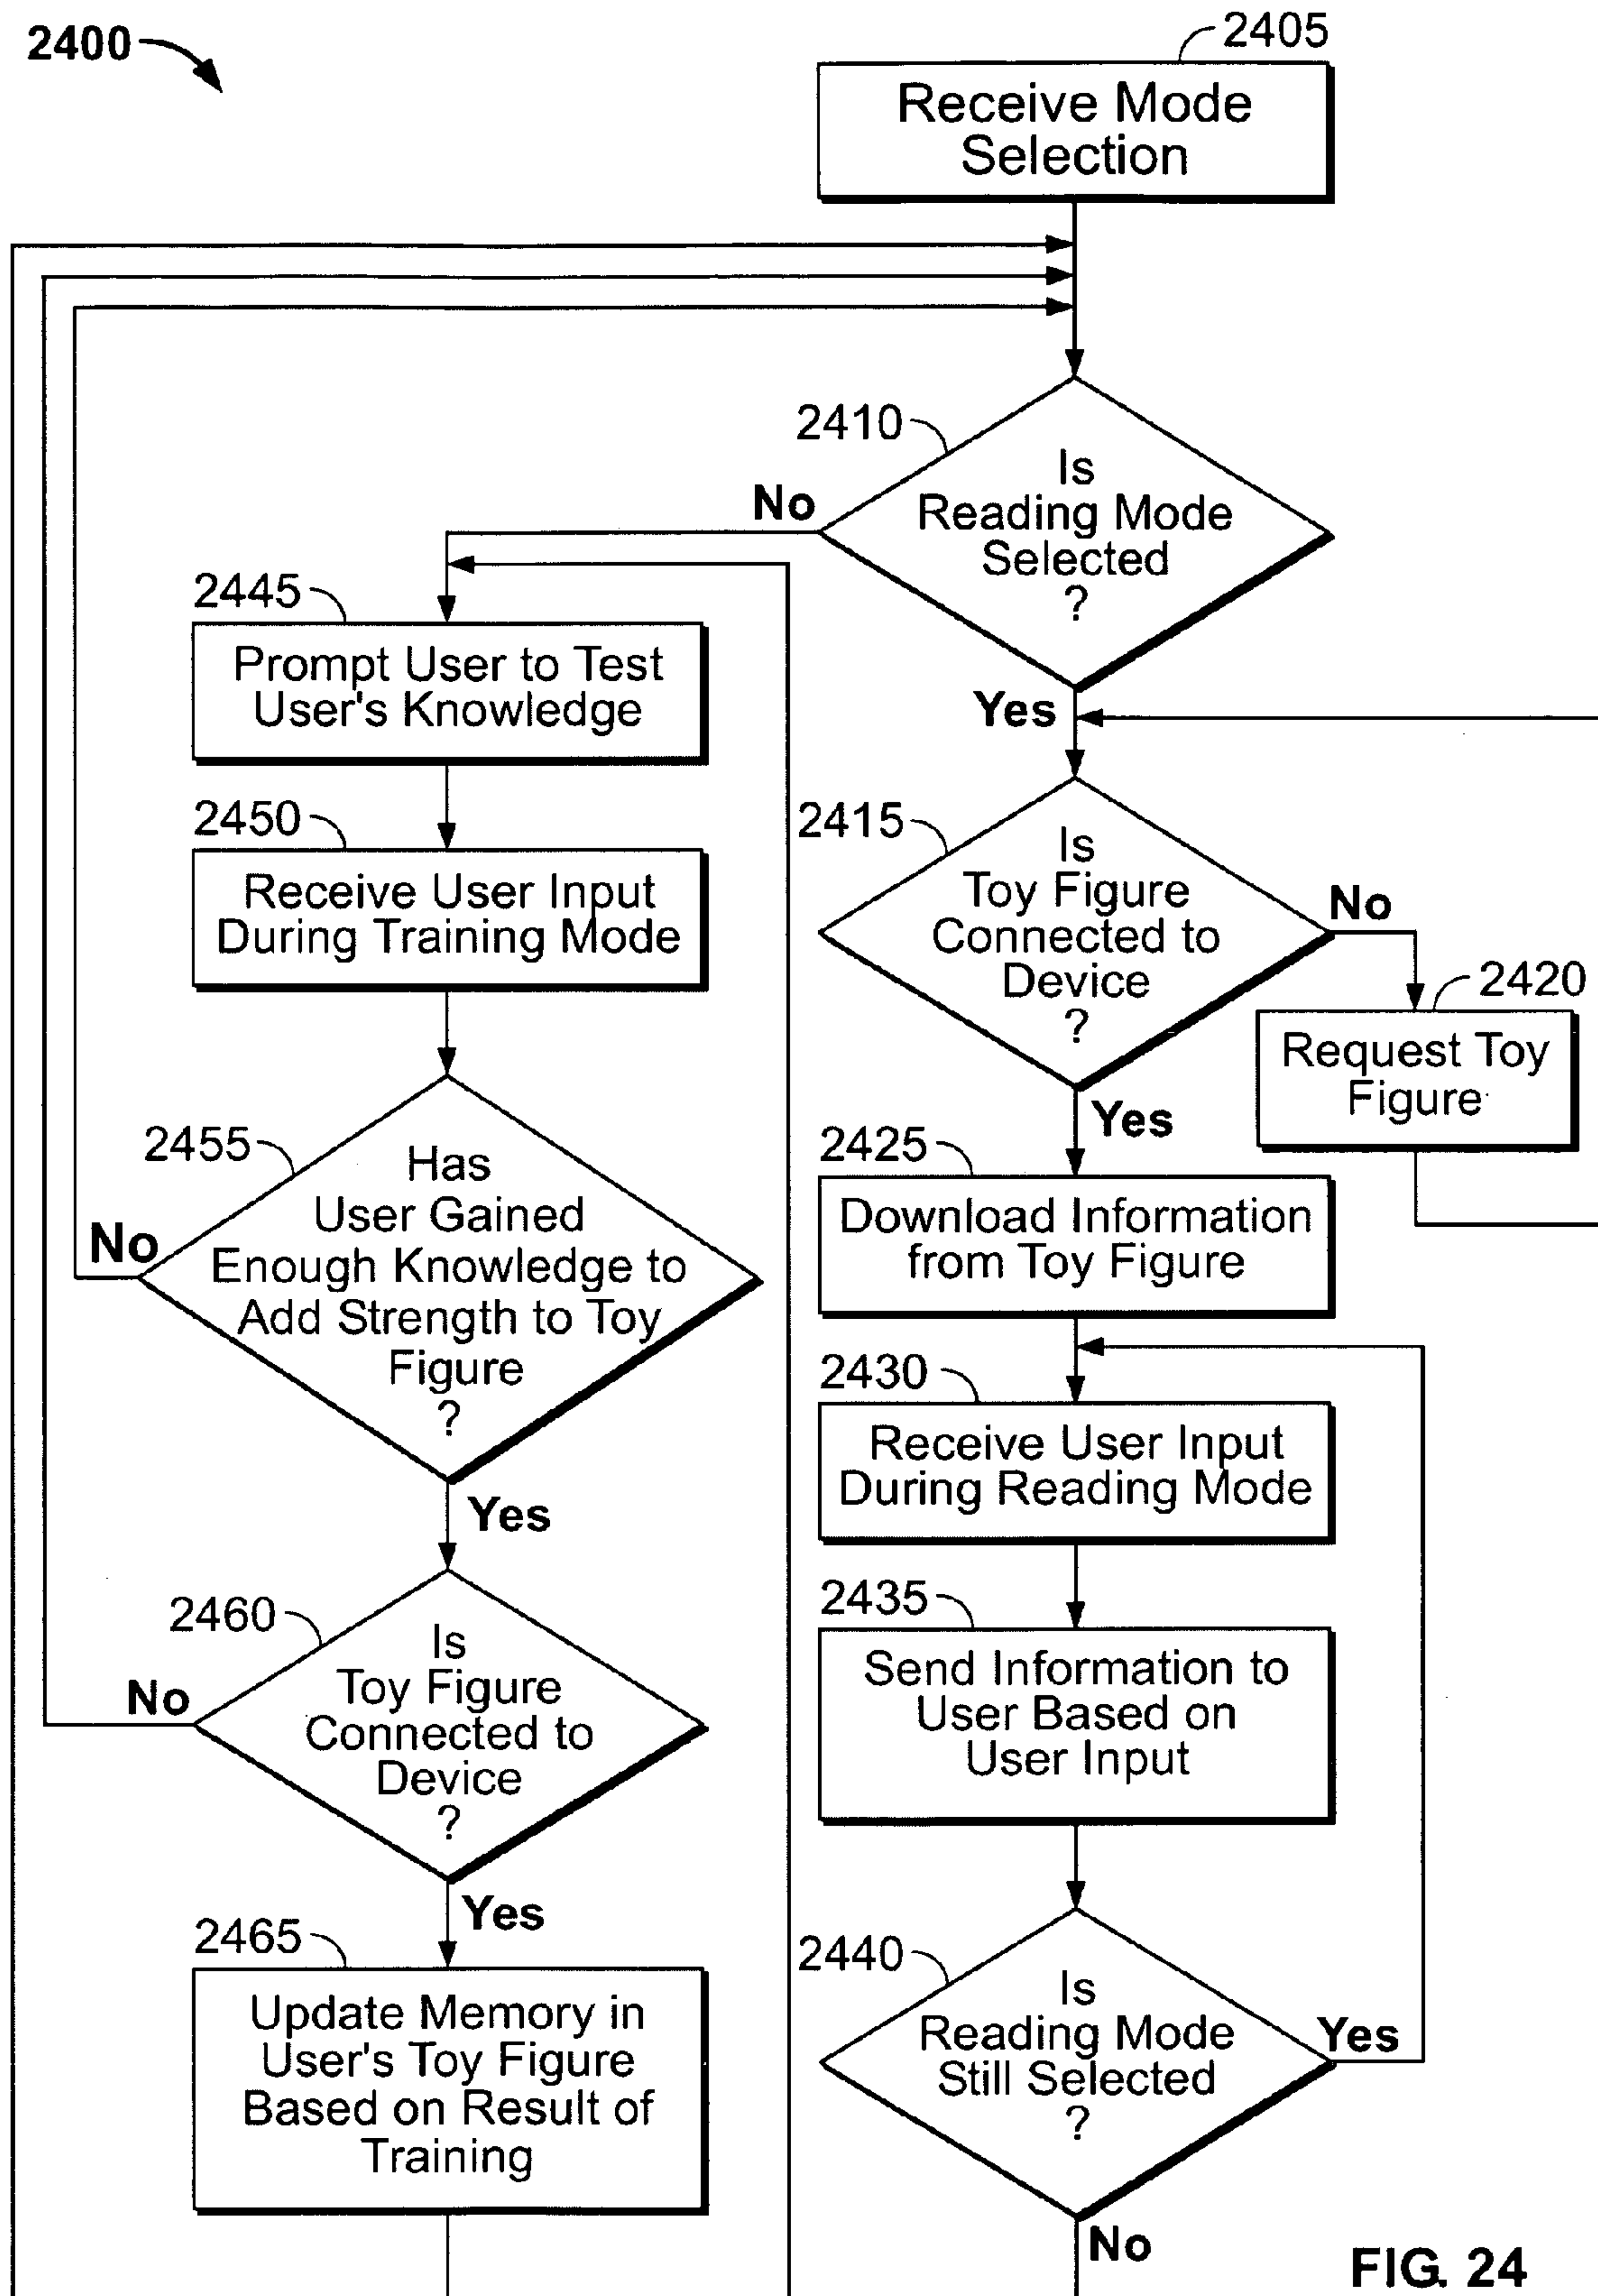 2400
2405
Receive Mode
Selection
2410
Is
Reading Mode
Selected
?
No
Yes
2445
Prompt User to Test
User's Knowledge
2450
Receive User Input
During Training Mode
2455
Has
User Gained
Enough Knowledge to
Add Strength to Toy
Figure
?
No
Yes
2460
Is
Toy Figure
Connected to
Device
?
No
Yes
2465
Update Memory in
User's Toy Figure
Based on Result of
Training
2415
Is
Toy Figure
Connected to
Device
?
No
2420
Request Toy
Figure
Yes
2425
Download Information
from Toy Figure
2430
Receive User Input
During Reading Mode
2435
Send Information to
User Based on
User Input
2440
Is
Reading Mode
Still Selected
?
Yes
No
FIG. 24